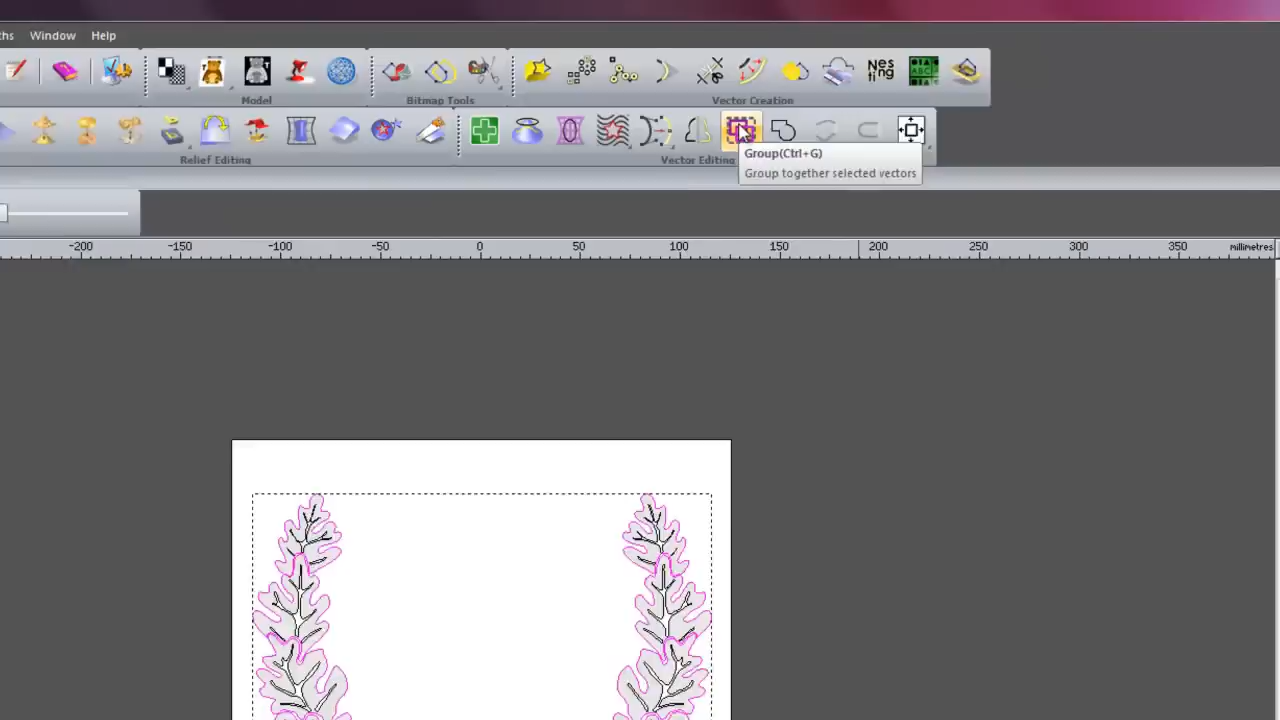 ths Window Help
Nes
ting
ABC
Model Bitmap Tools Vector Creation
Relief Editing Vector Editing
Group(Ctrl+G)
Group together selected vectors
-200 -150 -100 -50 0 50 100 150 200 250 300 350 millimetres